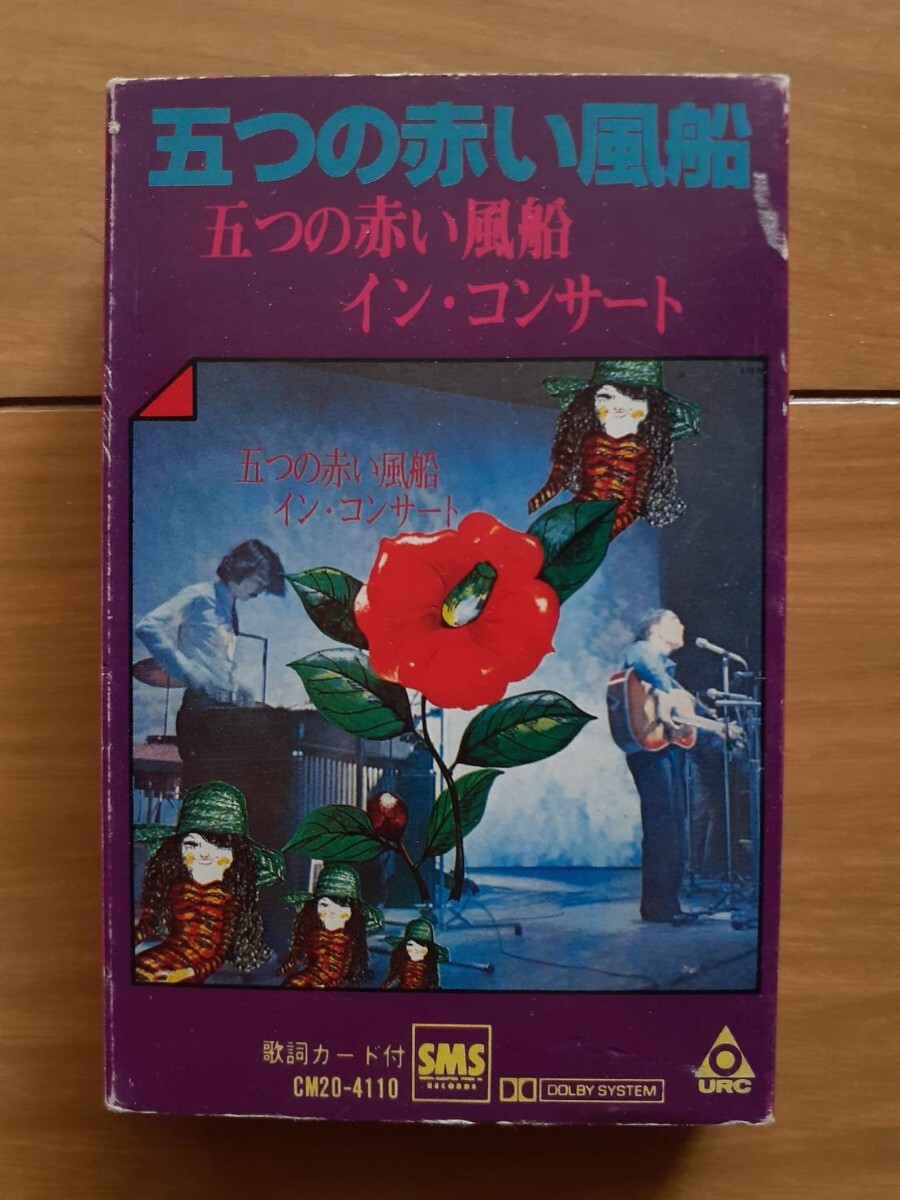 五つの赤い風船
五つの赤い風船
イン・コンサート
五つの赤い風船
イン・コンサート
歌詞カード付
CM20-4110
SMS
RECORDS
DOLBY SYSTEM
URC